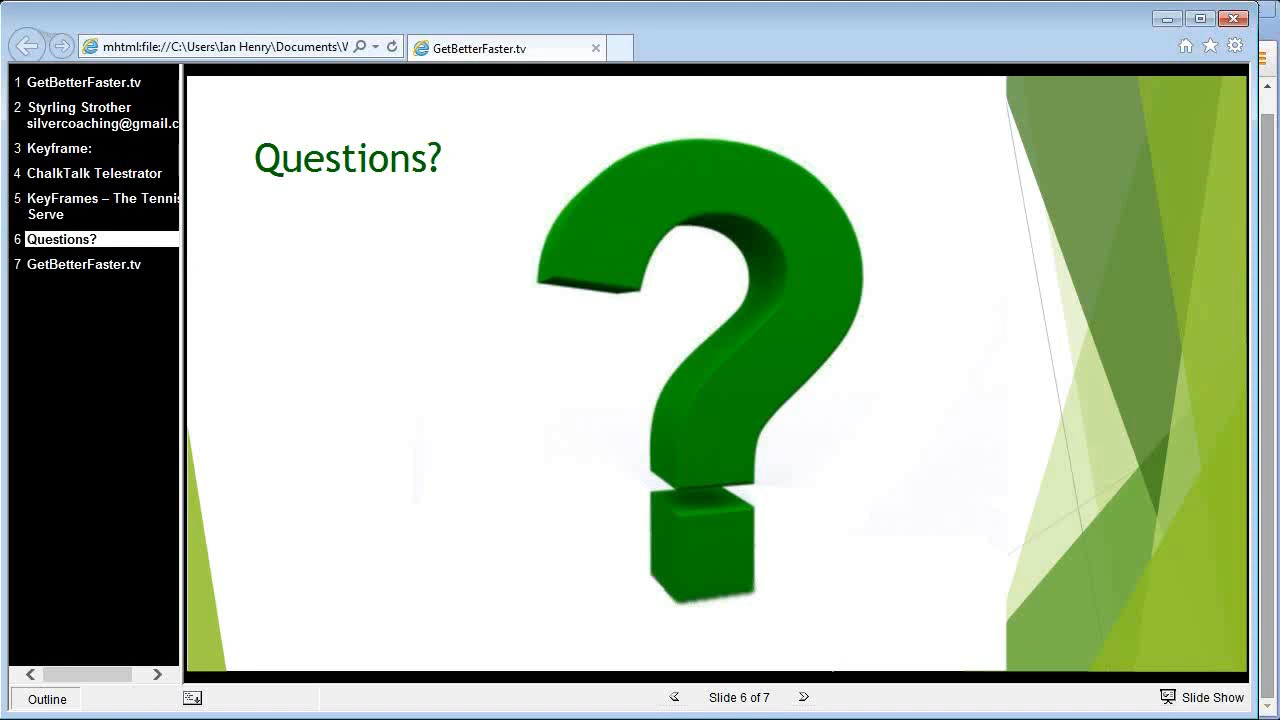 mhtml:file://C:\Users\Ian Henry\Documents\V
GetBetterFaster.tv
1 GetBetterFaster.tv
2 Styrling Strother
silvercoaching@gmail.c
3 Keyframe:
4 ChalkTalk Telestrator
5 KeyFrames – The Tennis
Serve
6 Questions?
7 GetBetterFaster.tv
Questions?
?
Outline
Slide 6 of 7
Slide Show